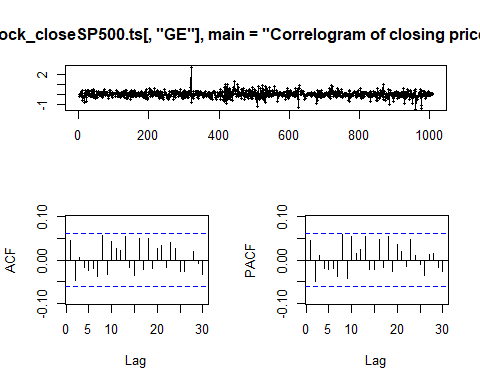 ock_closeSP500.ts[, "GE"], main = "Correlogram of closing price
2
-1
0 200 400 600 800 1000
0.10
0.00
-0.10
ACF
0 5 10 20 30
Lag
0.10
0.00
-0.10
PACF
0 5 10 20 30
Lag